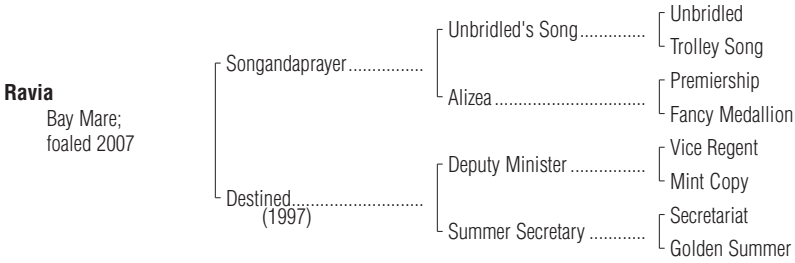 Ravia
Bay Mare;
foaled 2007
Songandaprayer................
Destined............................
(1997)
Unbridled's Song..............
Alizea................................
Deputy Minister................
Summer Secretary............
Unbridled
Trolley Song
Premiership
Fancy Medallion
Vice Regent
Mint Copy
Secretariat
Golden Summer